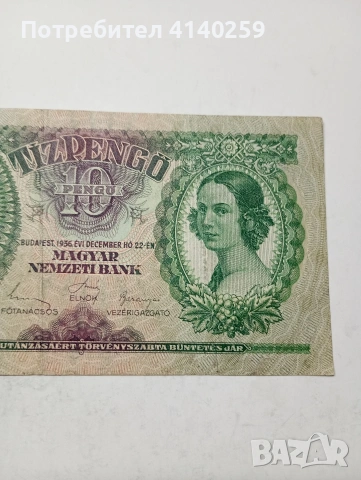 Потребител 4140259
TÍZPENGŐ
10
PENGŐ
BUDAPEST, 1936. ÉVI DECEMBER HÓ 22-ÉN
MAGYAR
NEMZETI BANK
FŐTANÁCSOS ELNÖK VEZÉRIGAZGATÓ
UTÁNZÁSÁÉRT TÖRVÉNYSZABTA BÜNTETÉS JÁR
BAZAR
bg